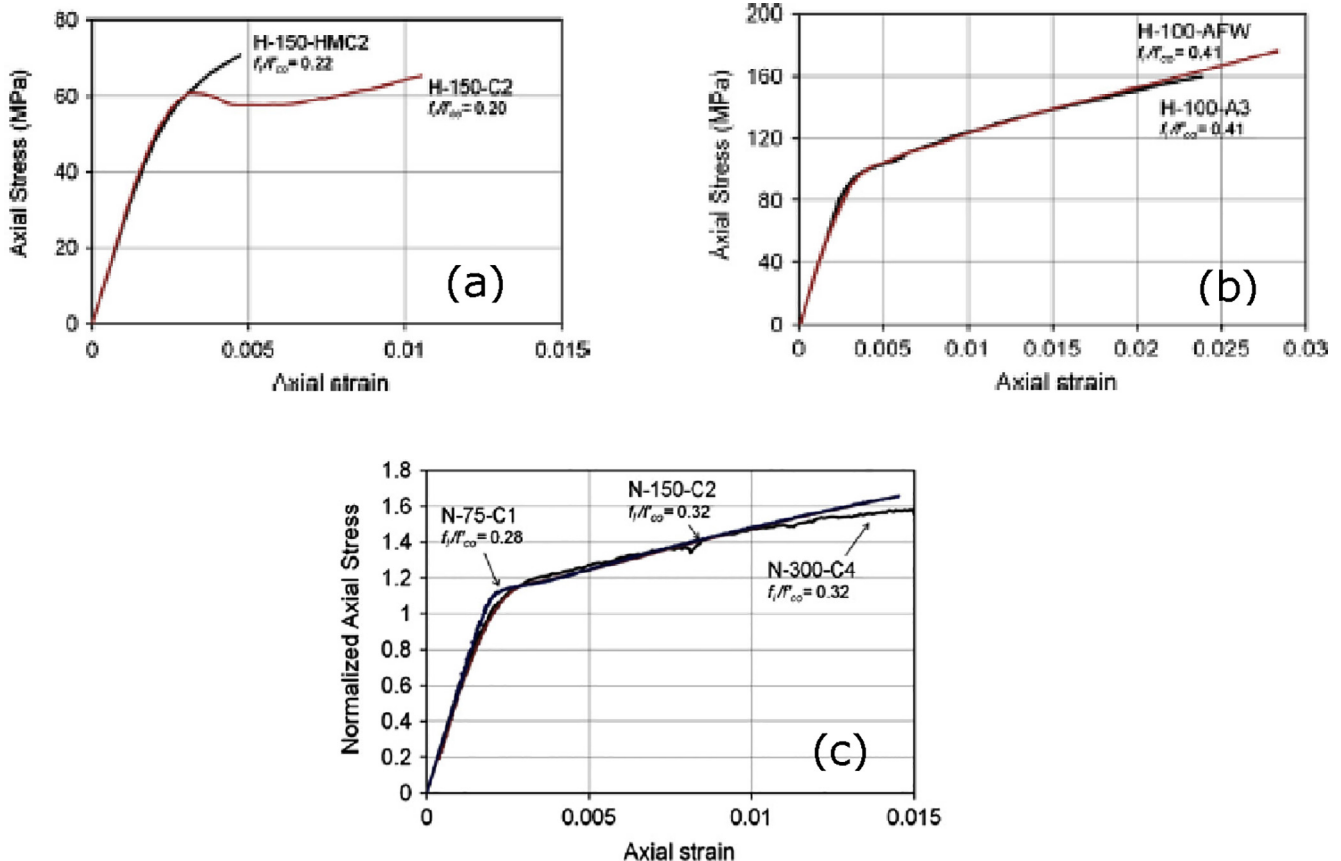 80
60
40
20
0
Axial Stress (MPa)
H-150-HMC2
fl/f'co= 0.22
H-150-C2
fl/f'co= 0.20
(a)
0 0.005 0.01 0.015
Axial strain
200
160
120
80
40
0
Axial Stress (MPa)
H-100-AFW
fl/f'co= 0.41
H-100-A3
fl/f'co= 0.41
(b)
0 0.005 0.01 0.015 0.02 0.025 0.03
Axial strain
1.8
1.6
1.4
1.2
1
0.8
0.6
0.4
0.2
0
Normalized Axial Stress
N-75-C1
fl/f'co = 0.28
N-150-C2
fl/f'co= 0.32
N-300-C4
fl/f'co= 0.32
(c)
0 0.005 0.01 0.015
Axial strain